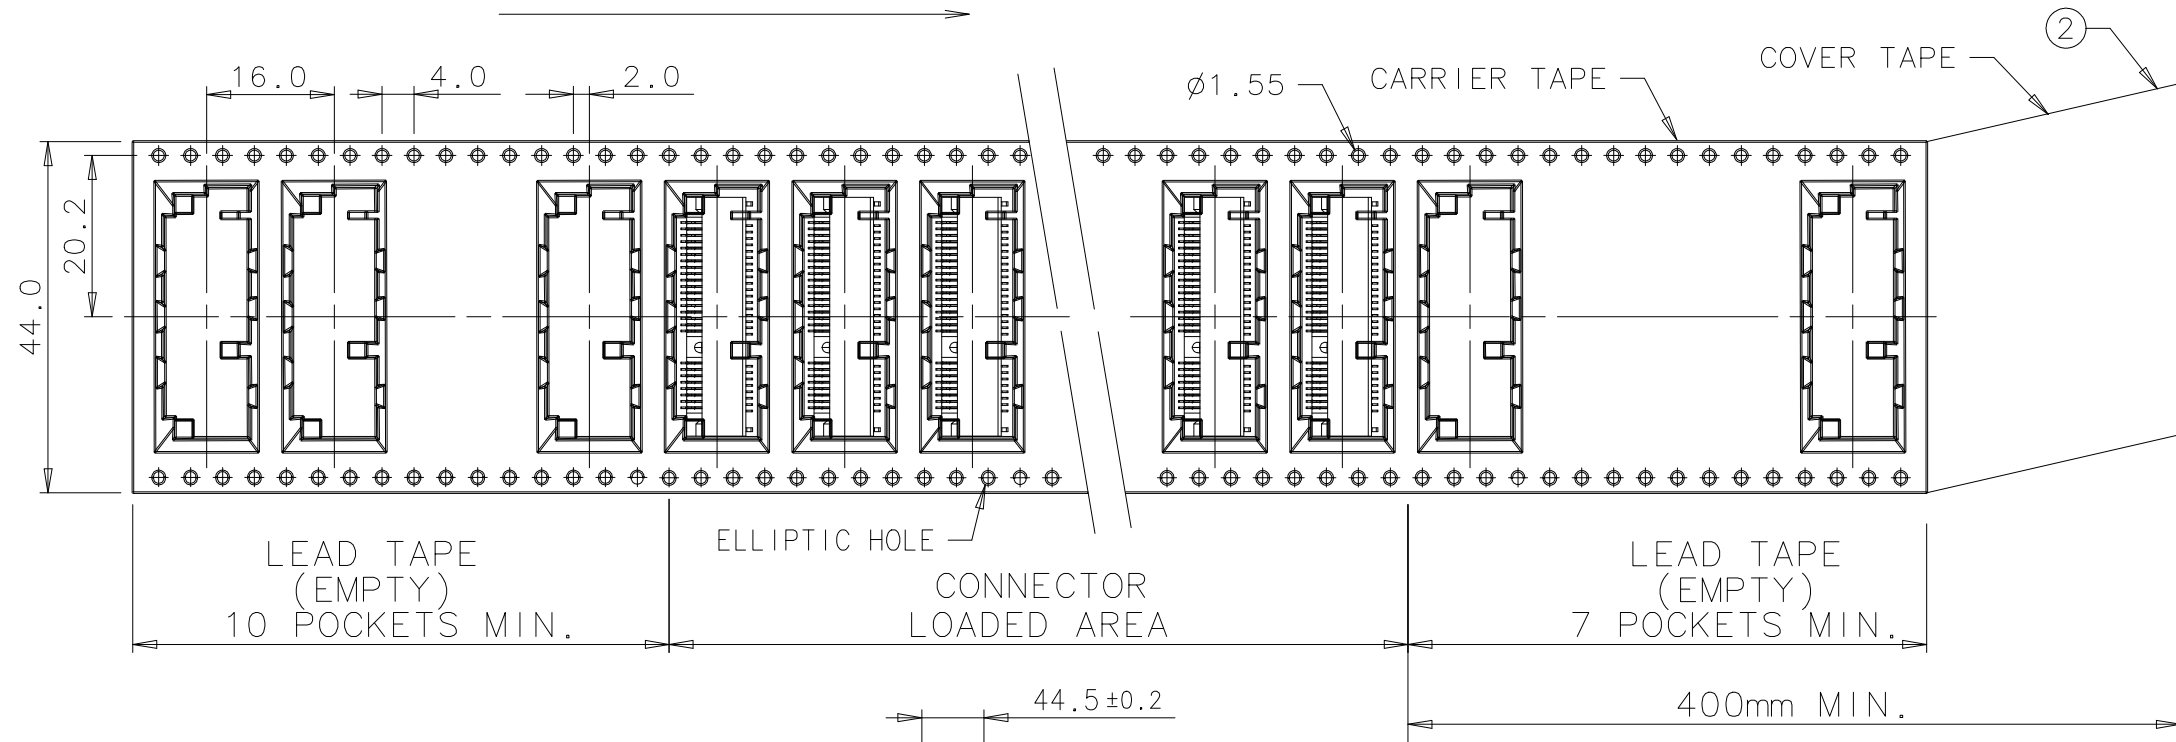 2
COVER TAPE
16.0
4.0
2.0
ø1.55
CARRIER TAPE
20.2
44.0
ELLIPTIC HOLE
LEAD TAPE
(EMPTY)
10 POCKETS MIN.
CONNECTOR
LOADED AREA
LEAD TAPE
(EMPTY)
7 POCKETS MIN.
44.5±0.2
400mm MIN.